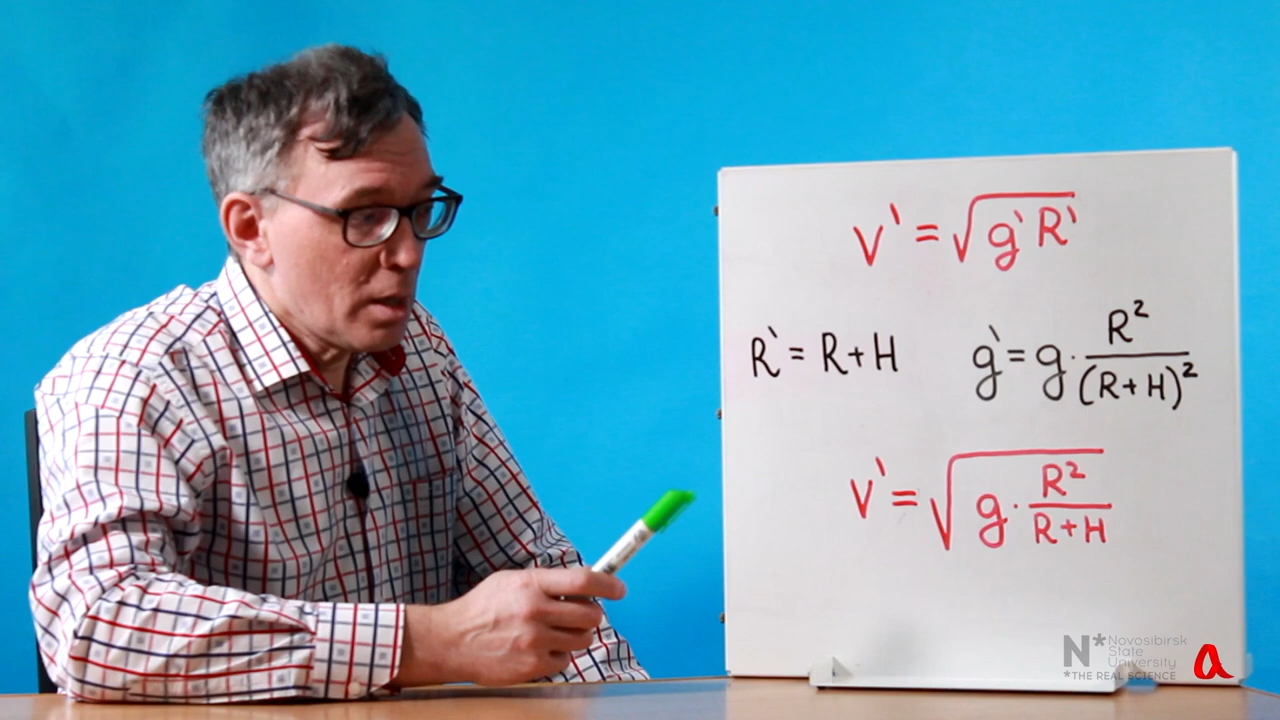 v` = √(g` R`)
R` = R + H
g` = g · R² / (R + H)²
v` = √(g · R² / (R + H))
N* Novosibirsk
State
University
*THE REAL SCIENCE
a